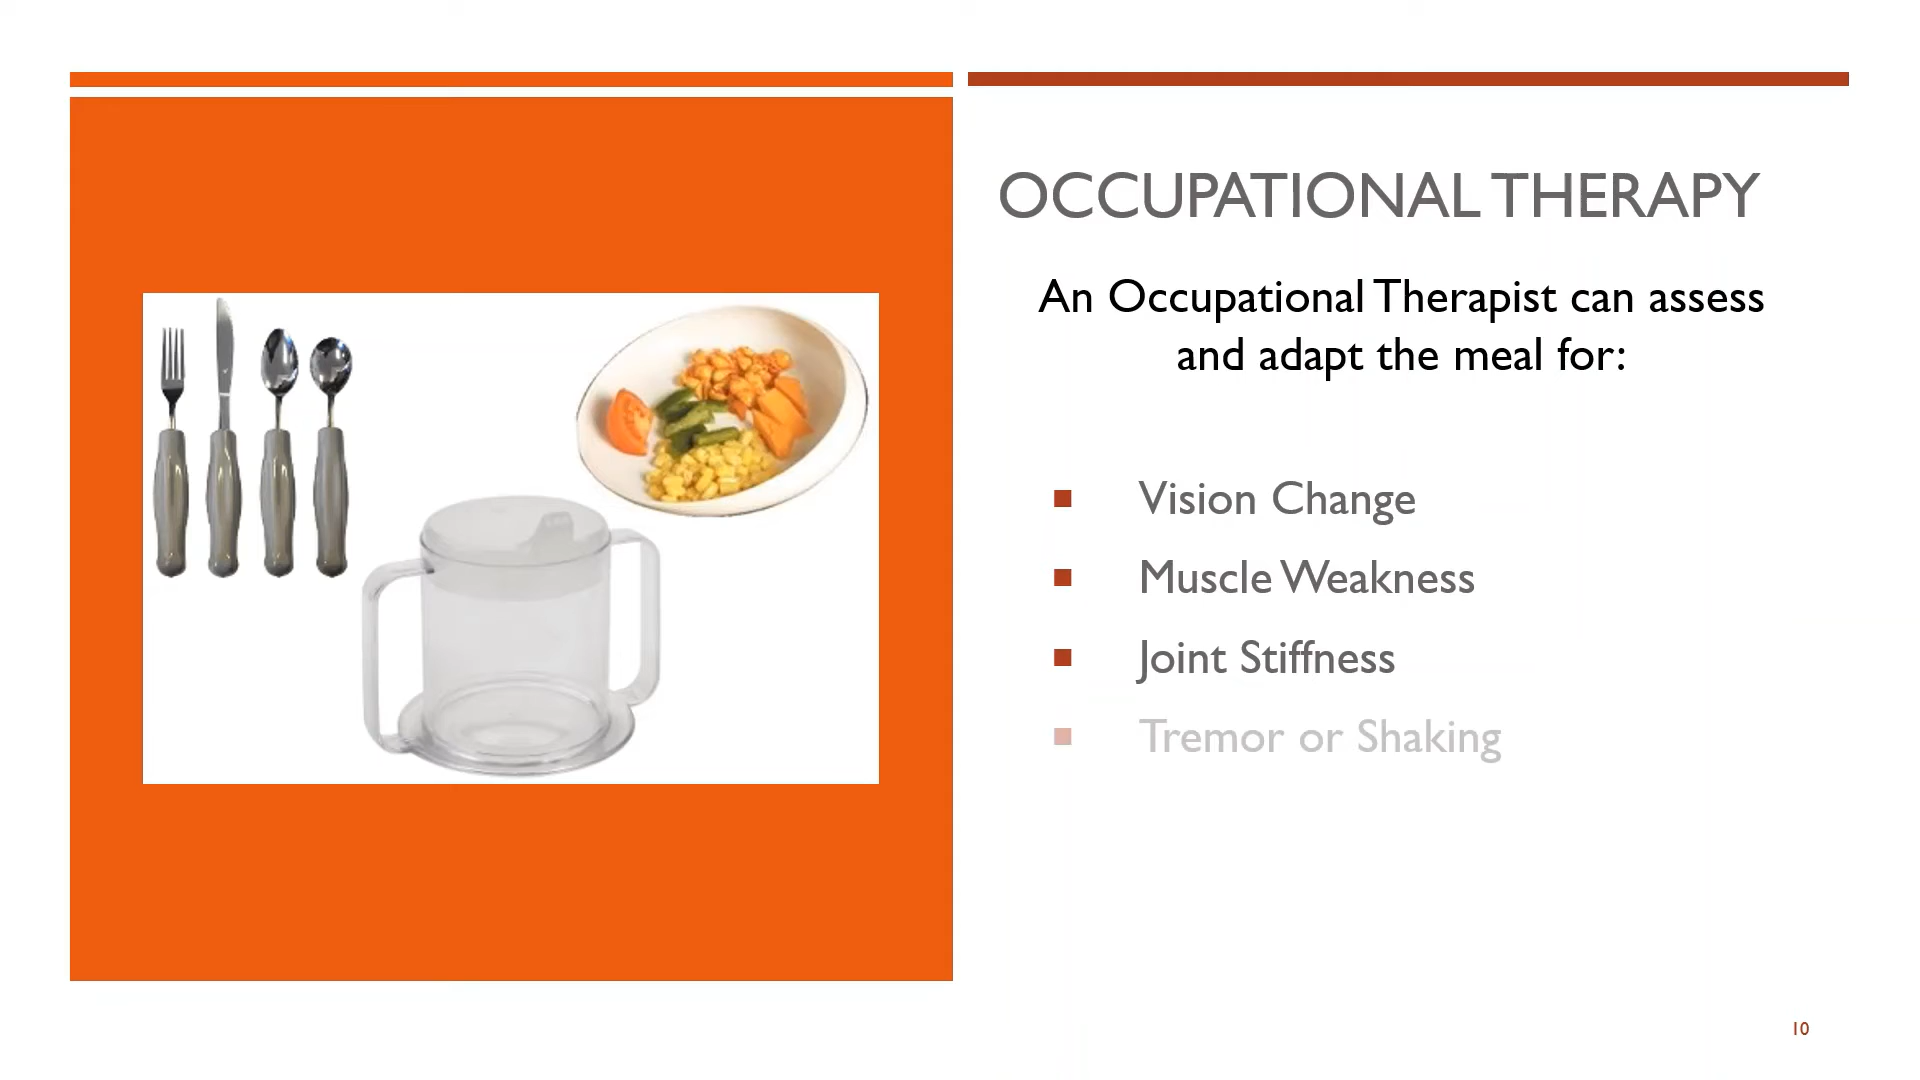 OCCUPATIONAL THERAPY
An Occupational Therapist can assess
and adapt the meal for:
▪ Vision Change
▪ Muscle Weakness
▪ Joint Stiffness
▪ Tremor or Shaking
10